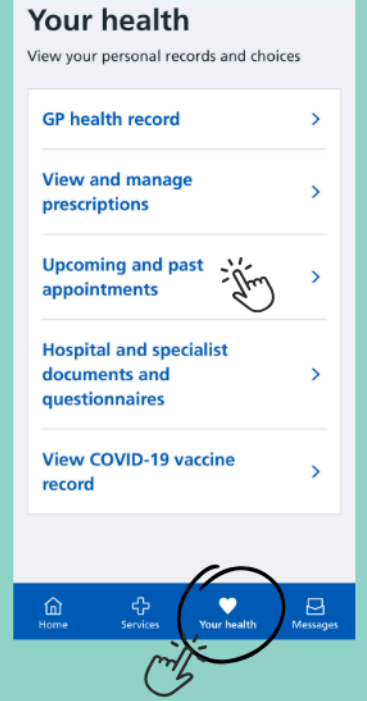 Your health
View your personal records and choices
GP health record
View and manage
prescriptions
Upcoming and past
appointments
Hospital and specialist
documents and
questionnaires
View COVID-19 vaccine
record
Home Services Your health Messages